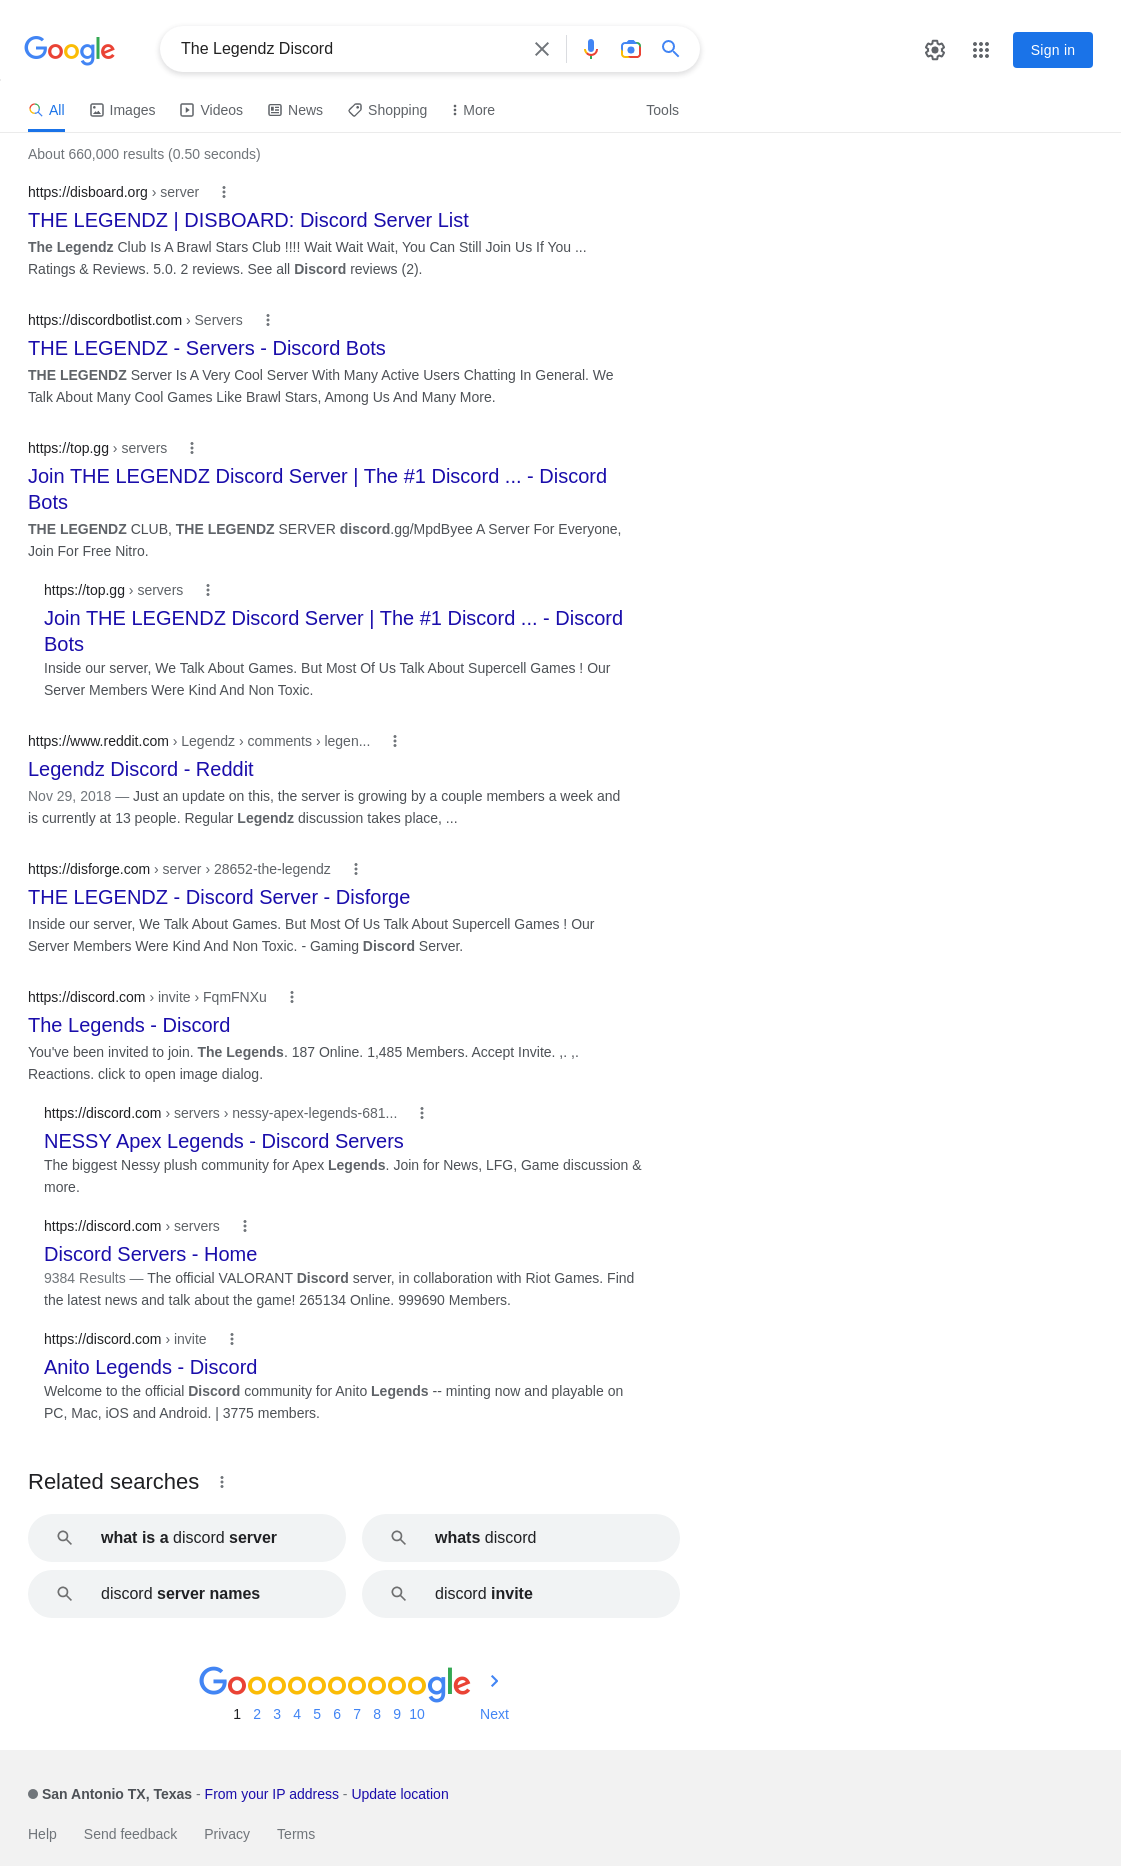 Google
The Legendz Discord
Sign in
All
Images
Videos
News
Shopping
More
Tools
About 660,000 results (0.50 seconds)
https://disboard.org › server
THE LEGENDZ | DISBOARD: Discord Server List
The Legendz Club Is A Brawl Stars Club !!!! Wait Wait Wait, You Can Still Join Us If You ...
Ratings & Reviews. 5.0. 2 reviews. See all Discord reviews (2).
https://discordbotlist.com › Servers
THE LEGENDZ - Servers - Discord Bots
THE LEGENDZ Server Is A Very Cool Server With Many Active Users Chatting In General. We
Talk About Many Cool Games Like Brawl Stars, Among Us And Many More.
https://top.gg › servers
Join THE LEGENDZ Discord Server | The #1 Discord ... - Discord
Bots
THE LEGENDZ CLUB, THE LEGENDZ SERVER discord.gg/MpdByee A Server For Everyone,
Join For Free Nitro.
https://top.gg › servers
Join THE LEGENDZ Discord Server | The #1 Discord ... - Discord
Bots
Inside our server, We Talk About Games. But Most Of Us Talk About Supercell Games ! Our
Server Members Were Kind And Non Toxic.
https://www.reddit.com › Legendz › comments › legen...
Legendz Discord - Reddit
Nov 29, 2018 — Just an update on this, the server is growing by a couple members a week and
is currently at 13 people. Regular Legendz discussion takes place, ...
https://disforge.com › server › 28652-the-legendz
THE LEGENDZ - Discord Server - Disforge
Inside our server, We Talk About Games. But Most Of Us Talk About Supercell Games ! Our
Server Members Were Kind And Non Toxic. - Gaming Discord Server.
https://discord.com › invite › FqmFNXu
The Legends - Discord
You've been invited to join. The Legends. 187 Online. 1,485 Members. Accept Invite. ,. ,.
Reactions. click to open image dialog.
https://discord.com › servers › nessy-apex-legends-681...
NESSY Apex Legends - Discord Servers
The biggest Nessy plush community for Apex Legends. Join for News, LFG, Game discussion &
more.
https://discord.com › servers
Discord Servers - Home
9384 Results — The official VALORANT Discord server, in collaboration with Riot Games. Find
the latest news and talk about the game! 265134 Online. 999690 Members.
https://discord.com › invite
Anito Legends - Discord
Welcome to the official Discord community for Anito Legends -- minting now and playable on
PC, Mac, iOS and Android. | 3775 members.
Related searches
what is a discord server
whats discord
discord server names
discord invite
Goooooooooogle
1 2 3 4 5 6 7 8 9 10 Next
San Antonio TX, Texas - From your IP address - Update location
Help Send feedback Privacy Terms